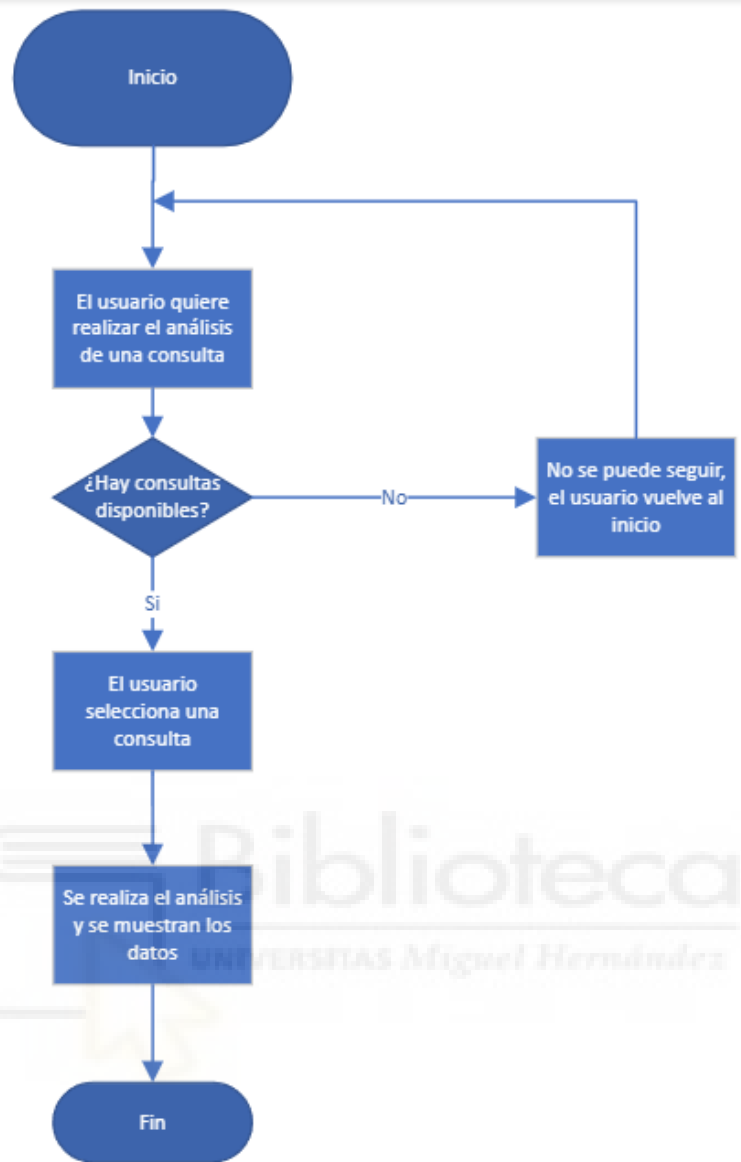 Inicio
El usuario quiere
realizar el análisis
de una consulta
¿Hay consultas
disponibles?
No
No se puede seguir,
el usuario vuelve al
inicio
Si
El usuario
selecciona una
consulta
Biblioteca
Se realiza el análisis
y se muestran los
datos
UNIVERSITAS Miguel Hernández
Fin